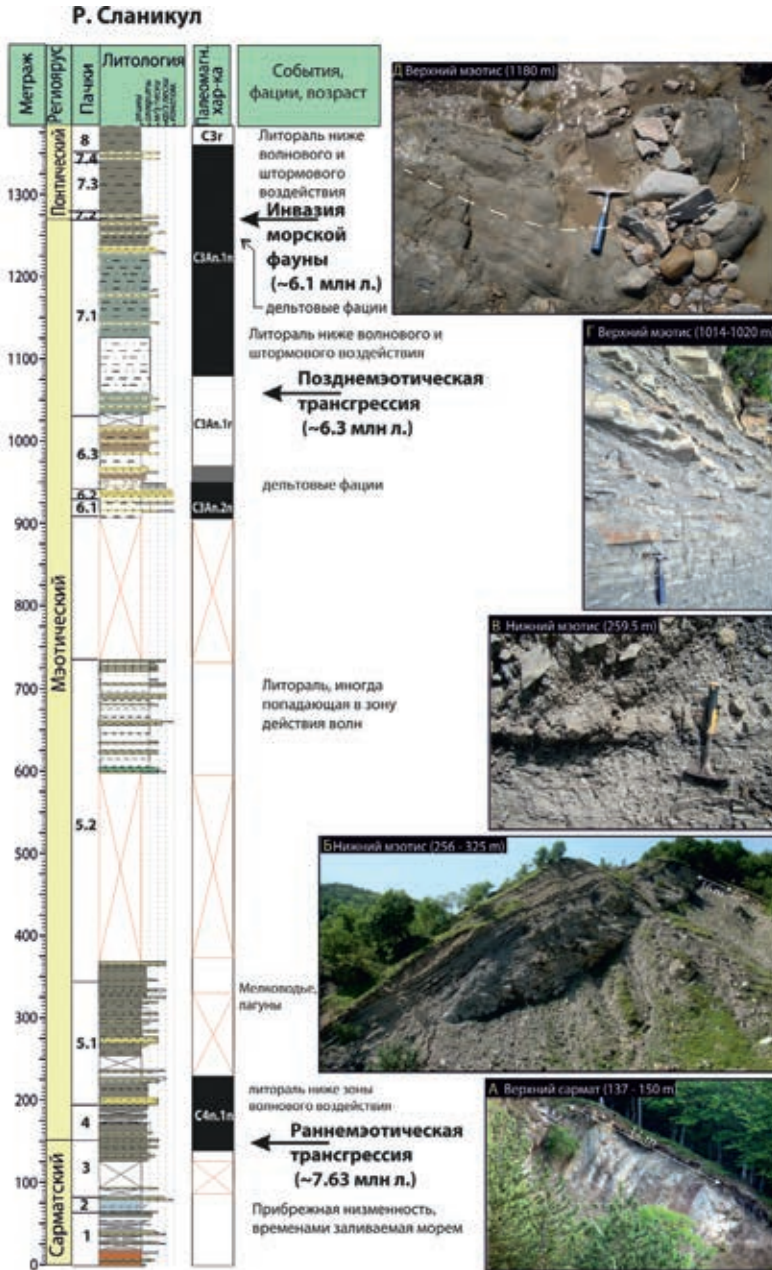 Р. Сланикул
Метраж
Региоярус
Пачки
Литология
Палеомагн.
хар-ка
События,
фации, возраст
Понтический
Мэотический
Сарматский
1300
1200
1100
1000
900
800
700
600
500
400
300
200
100
0
8
7.4
7.3
7.2
7.1
6.3
6.2
6.1
5.2
5.1
4
3
2
1
C3r
C3An.1n
C3An.1r
C3An.2n
C4n.1n
Литораль ниже
волнового и
штормового
воздействия
Инвазия
морской
фауны
(~6.1 млн л.)
дельтовые фации
Литораль ниже волнового и
штормового воздействия
Позднемэотическая
трансгрессия
(~6.3 млн л.)
дельтовые фации
Литораль, иногда
попадающая в зону
действия волн
Мелководье,
лагуны
литораль ниже зоны
волнового воздействия
Раннемэотическая
трансгрессия
(~7.63 млн л.)
Прибрежная низменность,
временами заливаемая морем
Д Верхний мэотис (1180 m)
Г Верхний мэотис (1014-1020 m)
В Нижний мэотис (259.5 m)
Б Нижний мэотис (256 - 325 m)
А Верхний сармат (137 - 150 m)